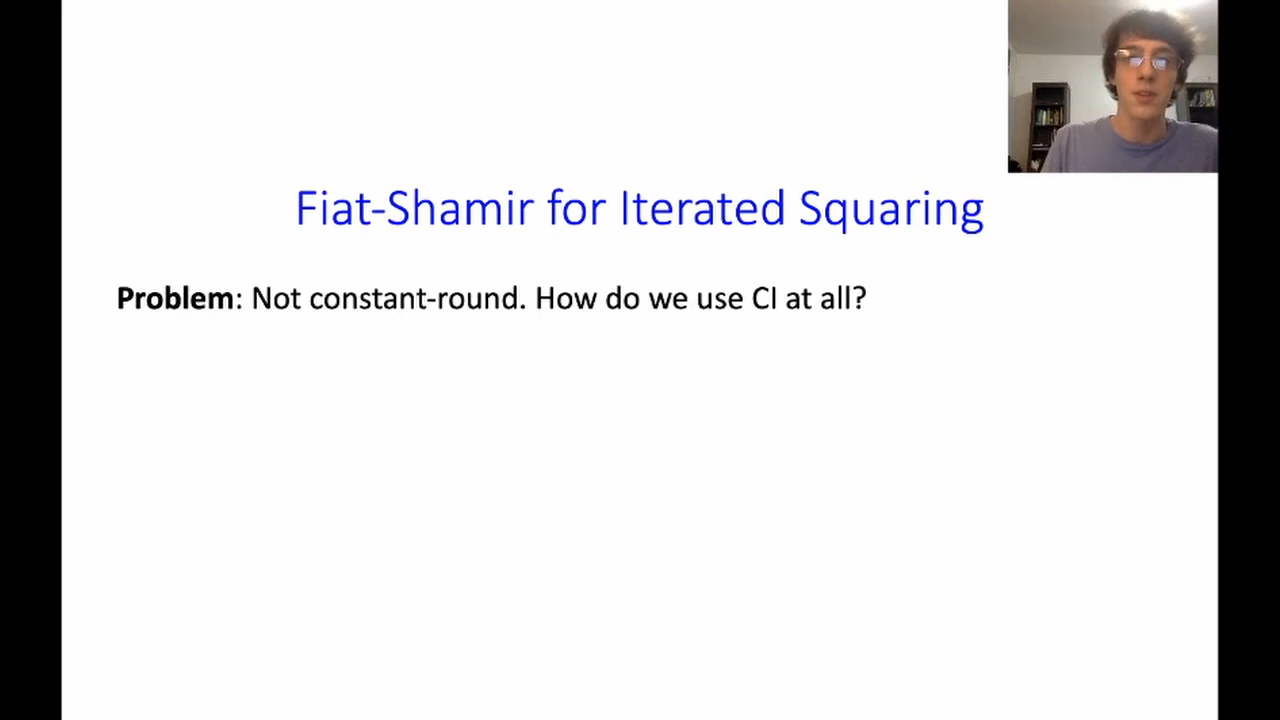 Fiat-Shamir for Iterated Squaring
Problem: Not constant-round. How do we use CI at all?